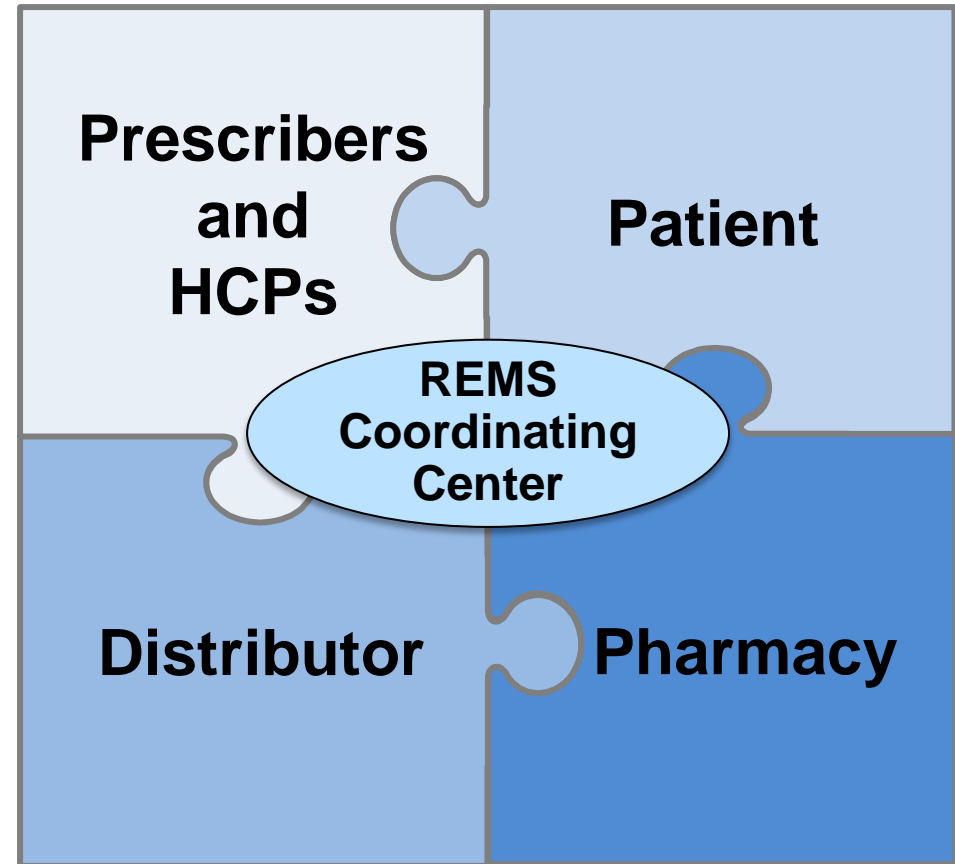 Prescribers
and
HCPs
Patient
REMS
Coordinating
Center
Distributor
Pharmacy